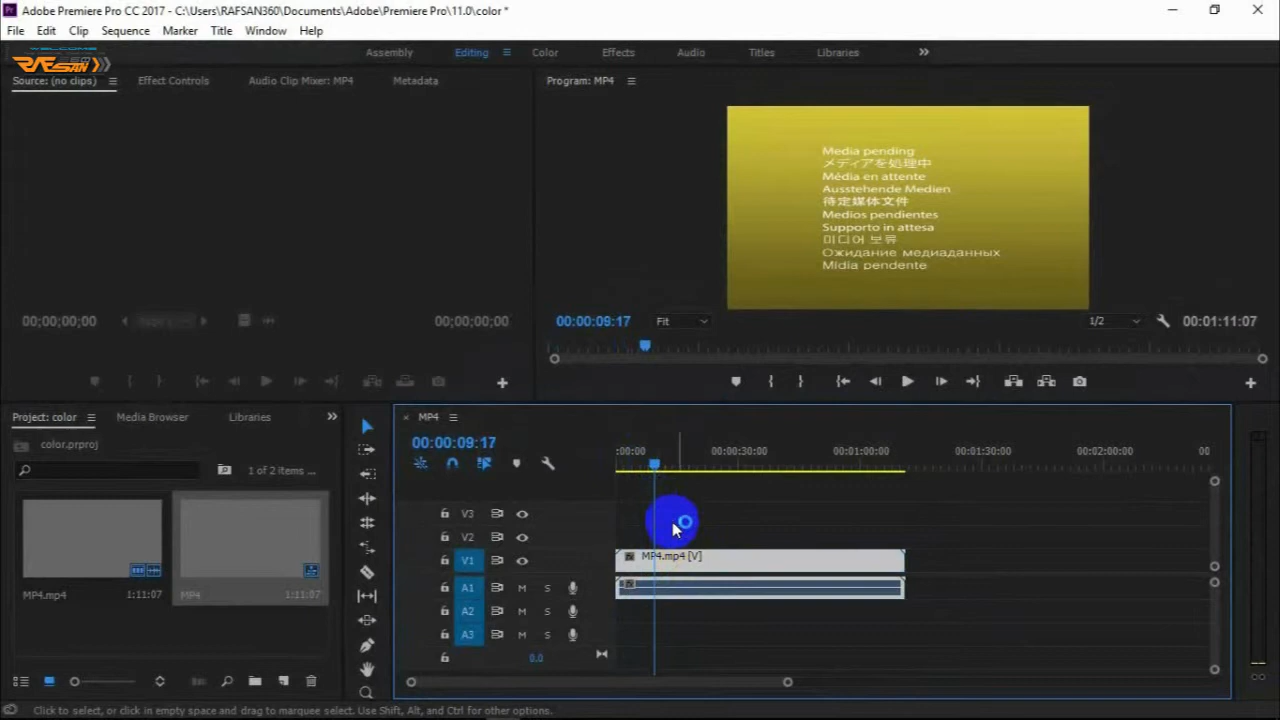 Adobe Premiere Pro CC 2017 - C:\Users\RAFSAN360\Documents\Adobe\Premiere Pro\11.0\color *
File Edit Clip Sequence Marker Title Window Help
WELCOME
RAFSAN
Assembly Editing Color Effects Audio Titles Libraries
Source: (no clips) Effect Controls Audio Clip Mixer: MP4 Metadata
Program: MP4
Media pending
メディアを処理中
Média en attente
Ausstehende Medien
待定媒体文件
Medios pendientes
Supporto in attesa
미디어 보류
Ожидание медиаданных
Mídia pendente
00;00;00;00 00;00;00;00
00:00:09:17 Fit 1/2 00:01:11:07
Project: color Media Browser Libraries
color.prproj
1 of 2 items ...
MP4.mp4 1:11:07
MP4 1:11:07
MP4
00:00:09:17
:00:00 00:00:30:00 00:01:00:00 00:01:30:00 00:02:00:00 00
V3
V2
V1 MP4.mp4 [V]
A1 M S
A2 M S
A3 M S
0.0
Click to select, or click in empty space and drag to marquee select. Use Shift, Alt, and Ctrl for other options.